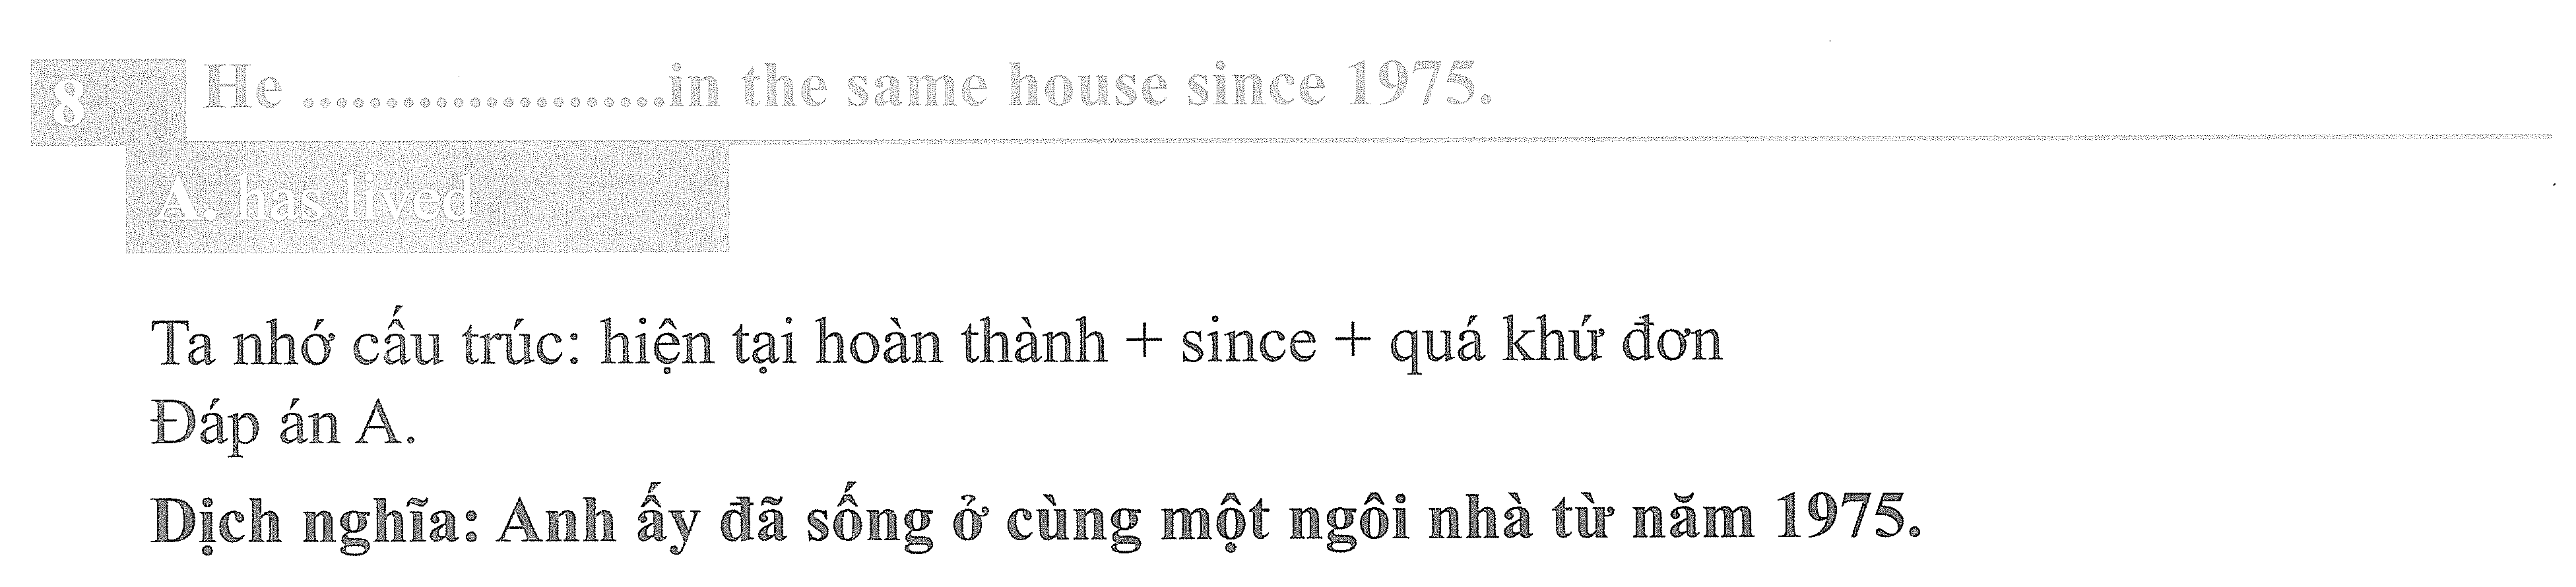 8 He .......................in the same house since 1975.
A. has lived
Ta nhớ cấu trúc: hiện tại hoàn thành + since + quá khứ đơn
Đáp án A.
Dịch nghĩa: Anh ấy đã sống ở cùng một ngôi nhà từ năm 1975.